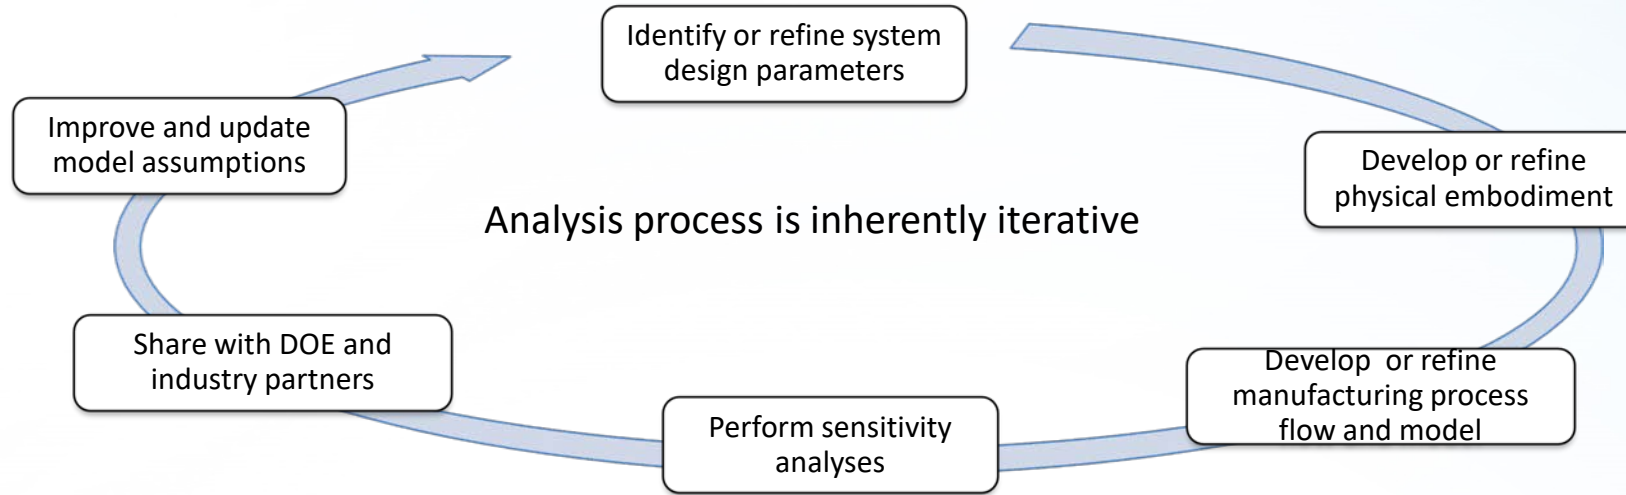 Identify or refine system
design parameters
Develop or refine
physical embodiment
Develop  or refine
manufacturing process
flow and model
Perform sensitivity
analyses
Share with DOE and
industry partners
Improve and update
model assumptions
Analysis process is inherently iterative